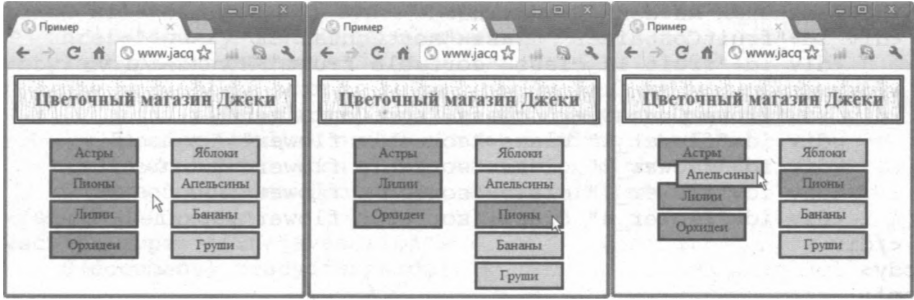 Пример
www.jacq
Цветочный магазин Джеки
Астры Яблоки
Пионы Апельсины
Лилии Бананы
Орхидеи Груши
Пример
www.jacq
Цветочный магазин Джеки
Астры Яблоки
Лилии Апельсины
Орхидеи Пионы
Бананы
Груши
Пример
www.jacq
Цветочный магазин Джеки
Астры Яблоки
Апельсины Пионы
Лилии Бананы
Орхидеи Груши